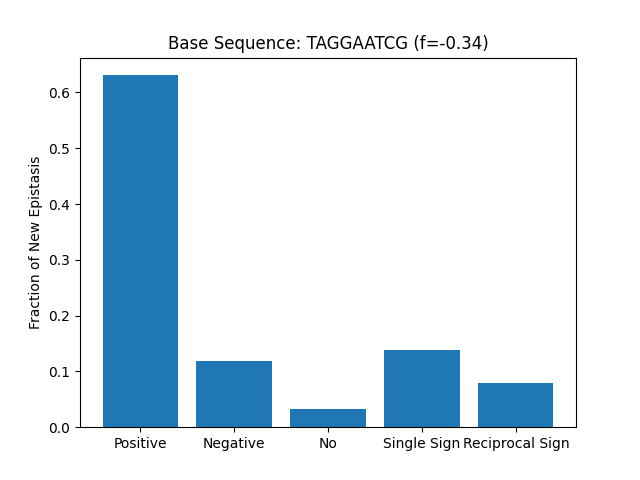 Base Sequence: TAGGAATCG (f=-0.34)
Fraction of New Epistasis
0.6
0.5
0.4
0.3
0.2
0.1
0.0
Positive Negative No Single Sign Reciprocal Sign